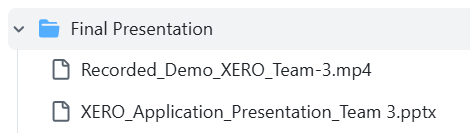 Final Presentation
Recorded_Demo_XERO_Team-3.mp4
XERO_Application_Presentation_Team 3.pptx